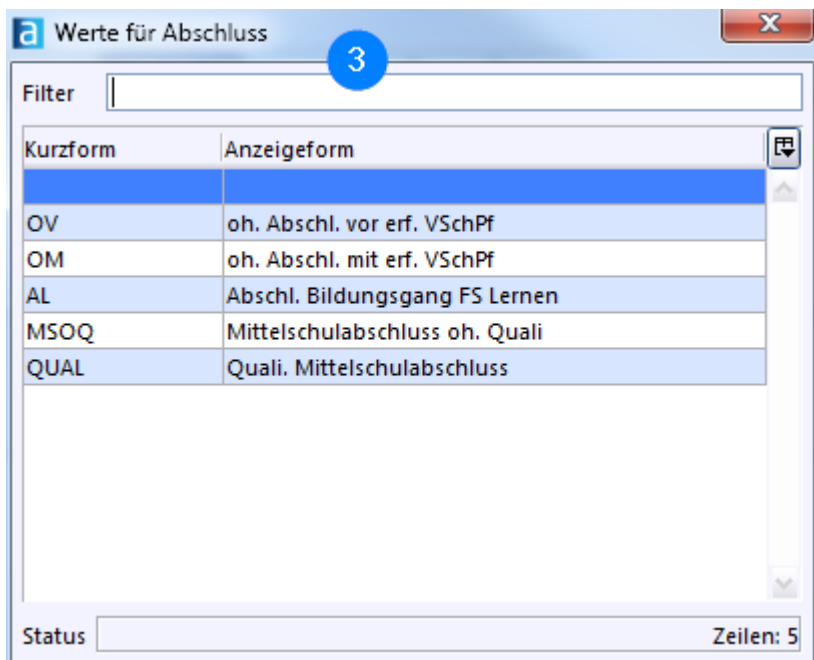 a Werte für Abschluss
3
Filter
Kurzform Anzeigeform
OV oh. Abschl. vor erf. VSchPf
OM oh. Abschl. mit erf. VSchPf
AL Abschl. Bildungsgang FS Lernen
MSOQ Mittelschulabschluss oh. Quali
QUAL Quali. Mittelschulabschluss
Status Zeilen: 5